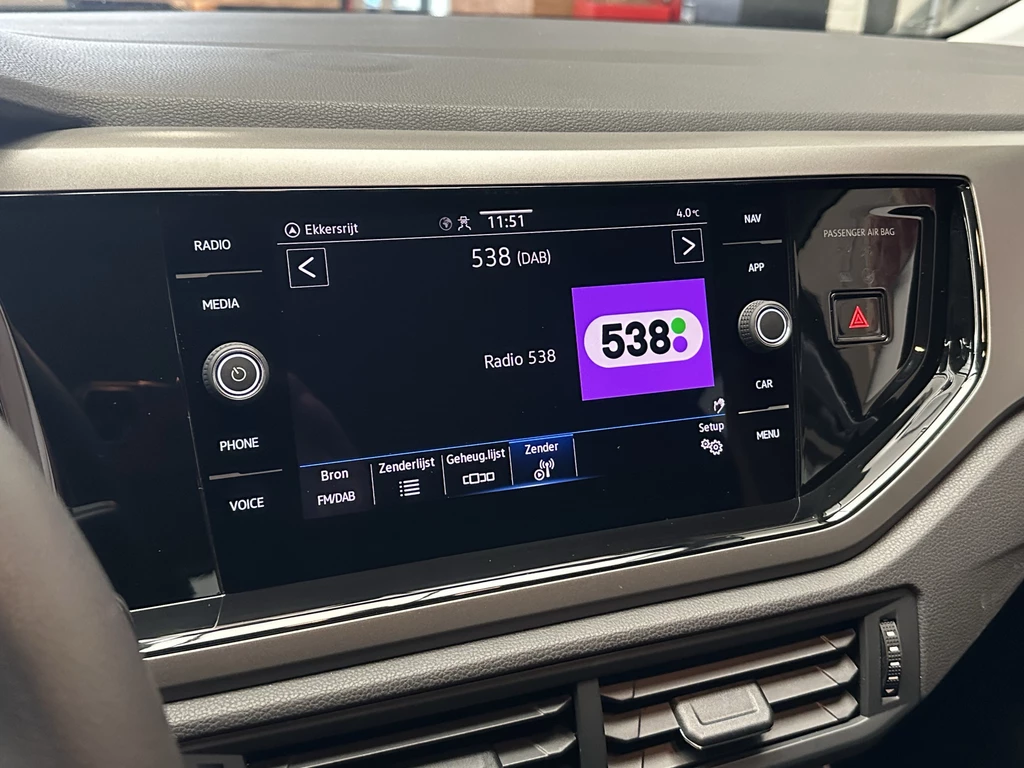 RADIO
MEDIA
PHONE
VOICE
Ekkersrijt
11:51
4.0°C
<
538 (DAB)
>
Radio 538
538
Setup
Bron
FM/DAB
Zenderlijst
Geheug.lijst
Zender
NAV
APP
CAR
MENU
PASSENGER AIR BAG